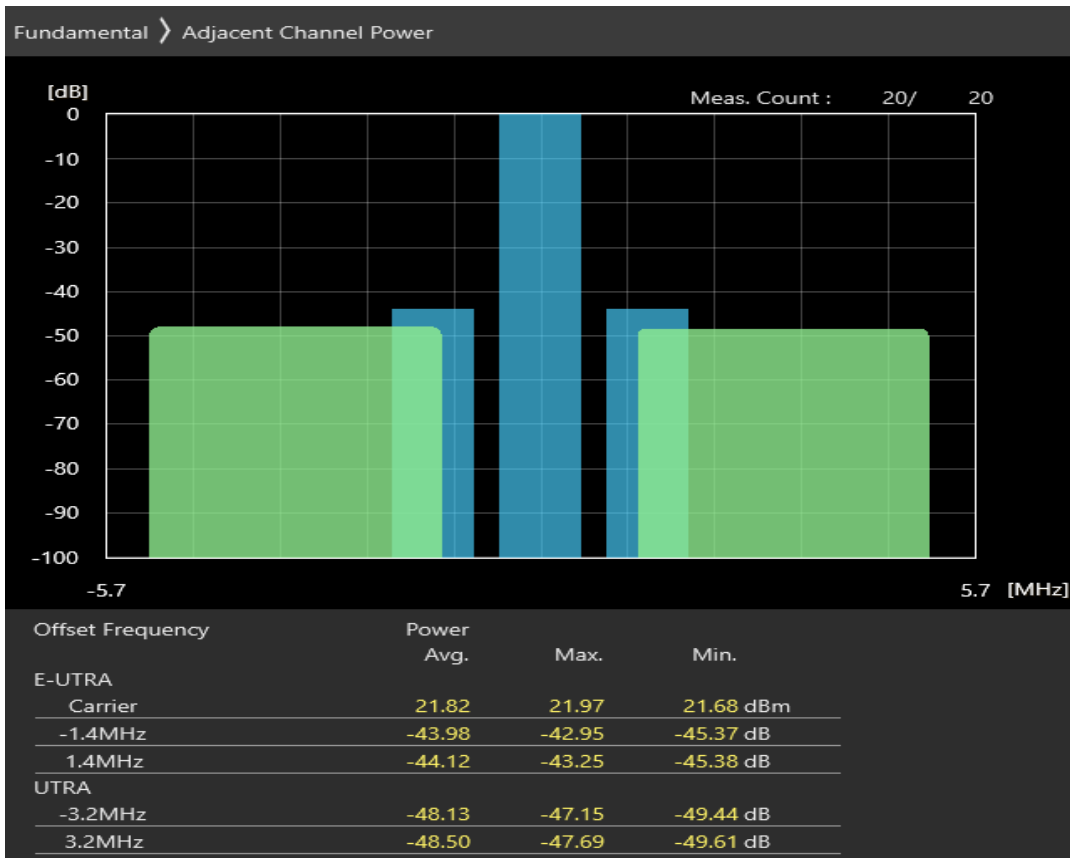 Fundamental ❯ Adjacent Channel Power
[dB]
Meas. Count : 20/ 20
0
-10
-20
-30
-40
-50
-60
-70
-80
-90
-100
-5.7 5.7 [MHz]
Offset Frequency Power
Avg. Max. Min.
E-UTRA
Carrier 21.82 21.97 21.68 dBm
-1.4MHz -43.98 -42.95 -45.37 dB
1.4MHz -44.12 -43.25 -45.38 dB
UTRA
-3.2MHz -48.13 -47.15 -49.44 dB
3.2MHz -48.50 -47.69 -49.61 dB